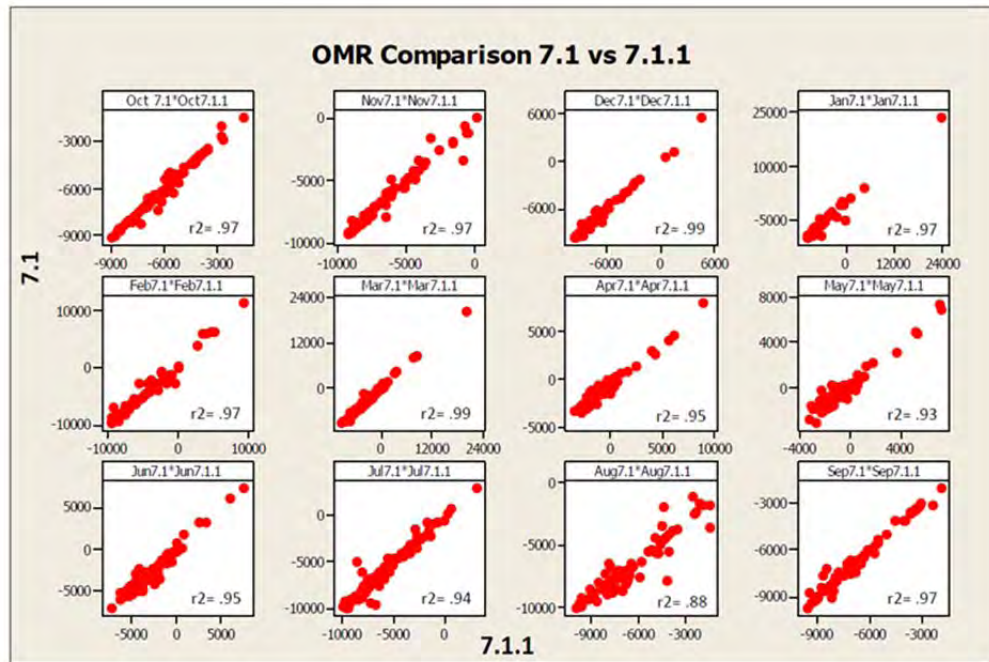 OMR Comparison 7.1 vs 7.1.1
Oct 7.1*Oct7.1.1
Nov7.1*Nov7.1.1
Dec7.1*Dec7.1.1
Jan7.1*Jan7.1.1
-3000
-6000
-9000
r2= .97
-9000 -6000 -3000
0
-5000
-10000
r2= .97
-10000 -5000 0
6000
0
-6000
r2= .99
-6000 0 6000
25000
10000
-5000
r2= .97
0 12000 24000
7.1
Feb7.1*Feb7.1.1
Mar7.1*Mar7.1.1
Apr7.1*Apr7.1.1
May7.1*May7.1.1
10000
0
-10000
r2= .97
-10000 0 10000
24000
12000
0
r2= .99
0 12000 24000
5000
0
-5000
r2= .95
0 5000 10000
8000
4000
0
-4000
r2= .93
-4000 0 4000
Jun7.1*Jun7.1.1
Jul7.1*Jul7.1.1
Aug7.1*Aug7.1.1
Sep7.1*Sep7.1.1
5000
0
-5000
r2= .95
-5000 0 5000
0
-5000
-10000
r2= .94
-10000 -5000 0
0
-5000
-10000
r2= .88
-9000 -6000 -3000
-3000
-6000
-9000
r2= .97
-9000 -6000 -3000
7.1.1